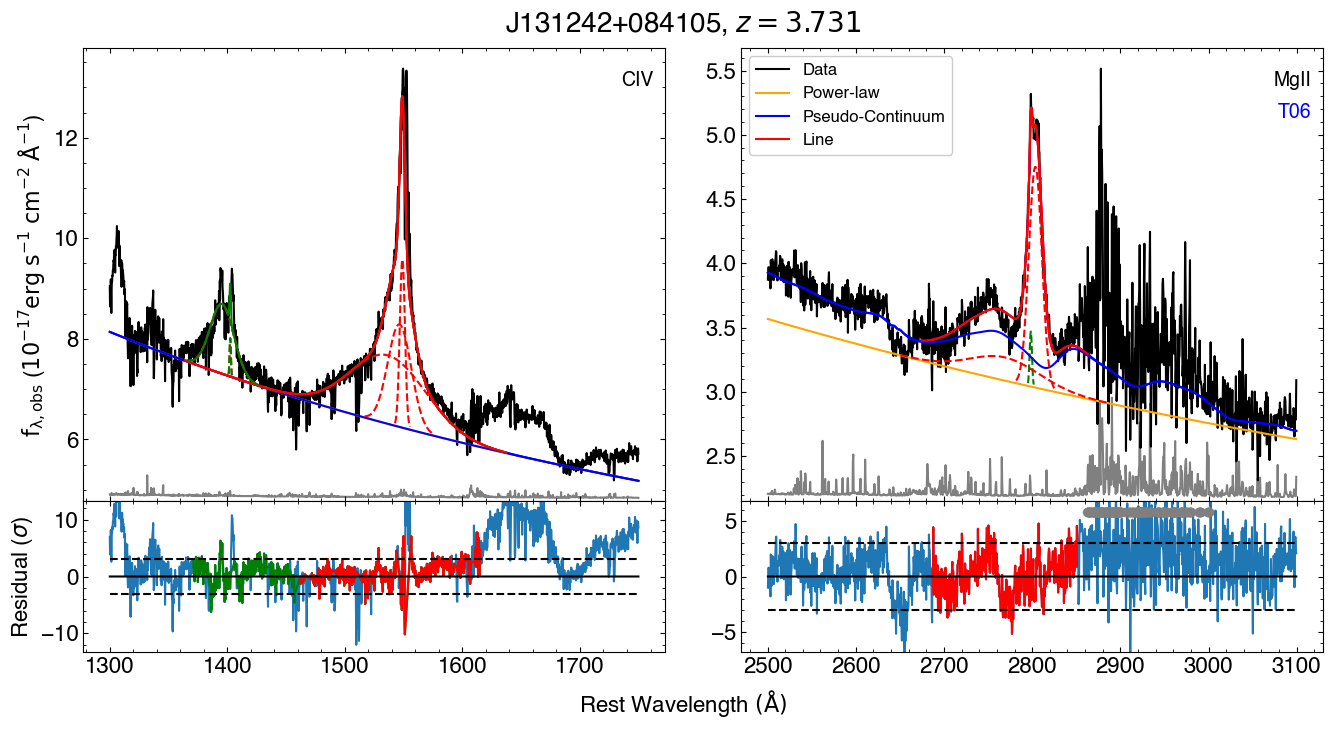 J131242+084105, z = 3.731
CIV
12
10
8
6
f_λ,obs (10⁻¹⁷erg s⁻¹ cm⁻² Å⁻¹)
Data
Power-law
Pseudo-Continuum
Line
MgII
T06
5.5
5.0
4.5
4.0
3.5
3.0
2.5
Residual (σ)
10
0
−10
1300 1400 1500 1600 1700
5
0
−5
2500 2600 2700 2800 2900 3000 3100
Rest Wavelength (Å)